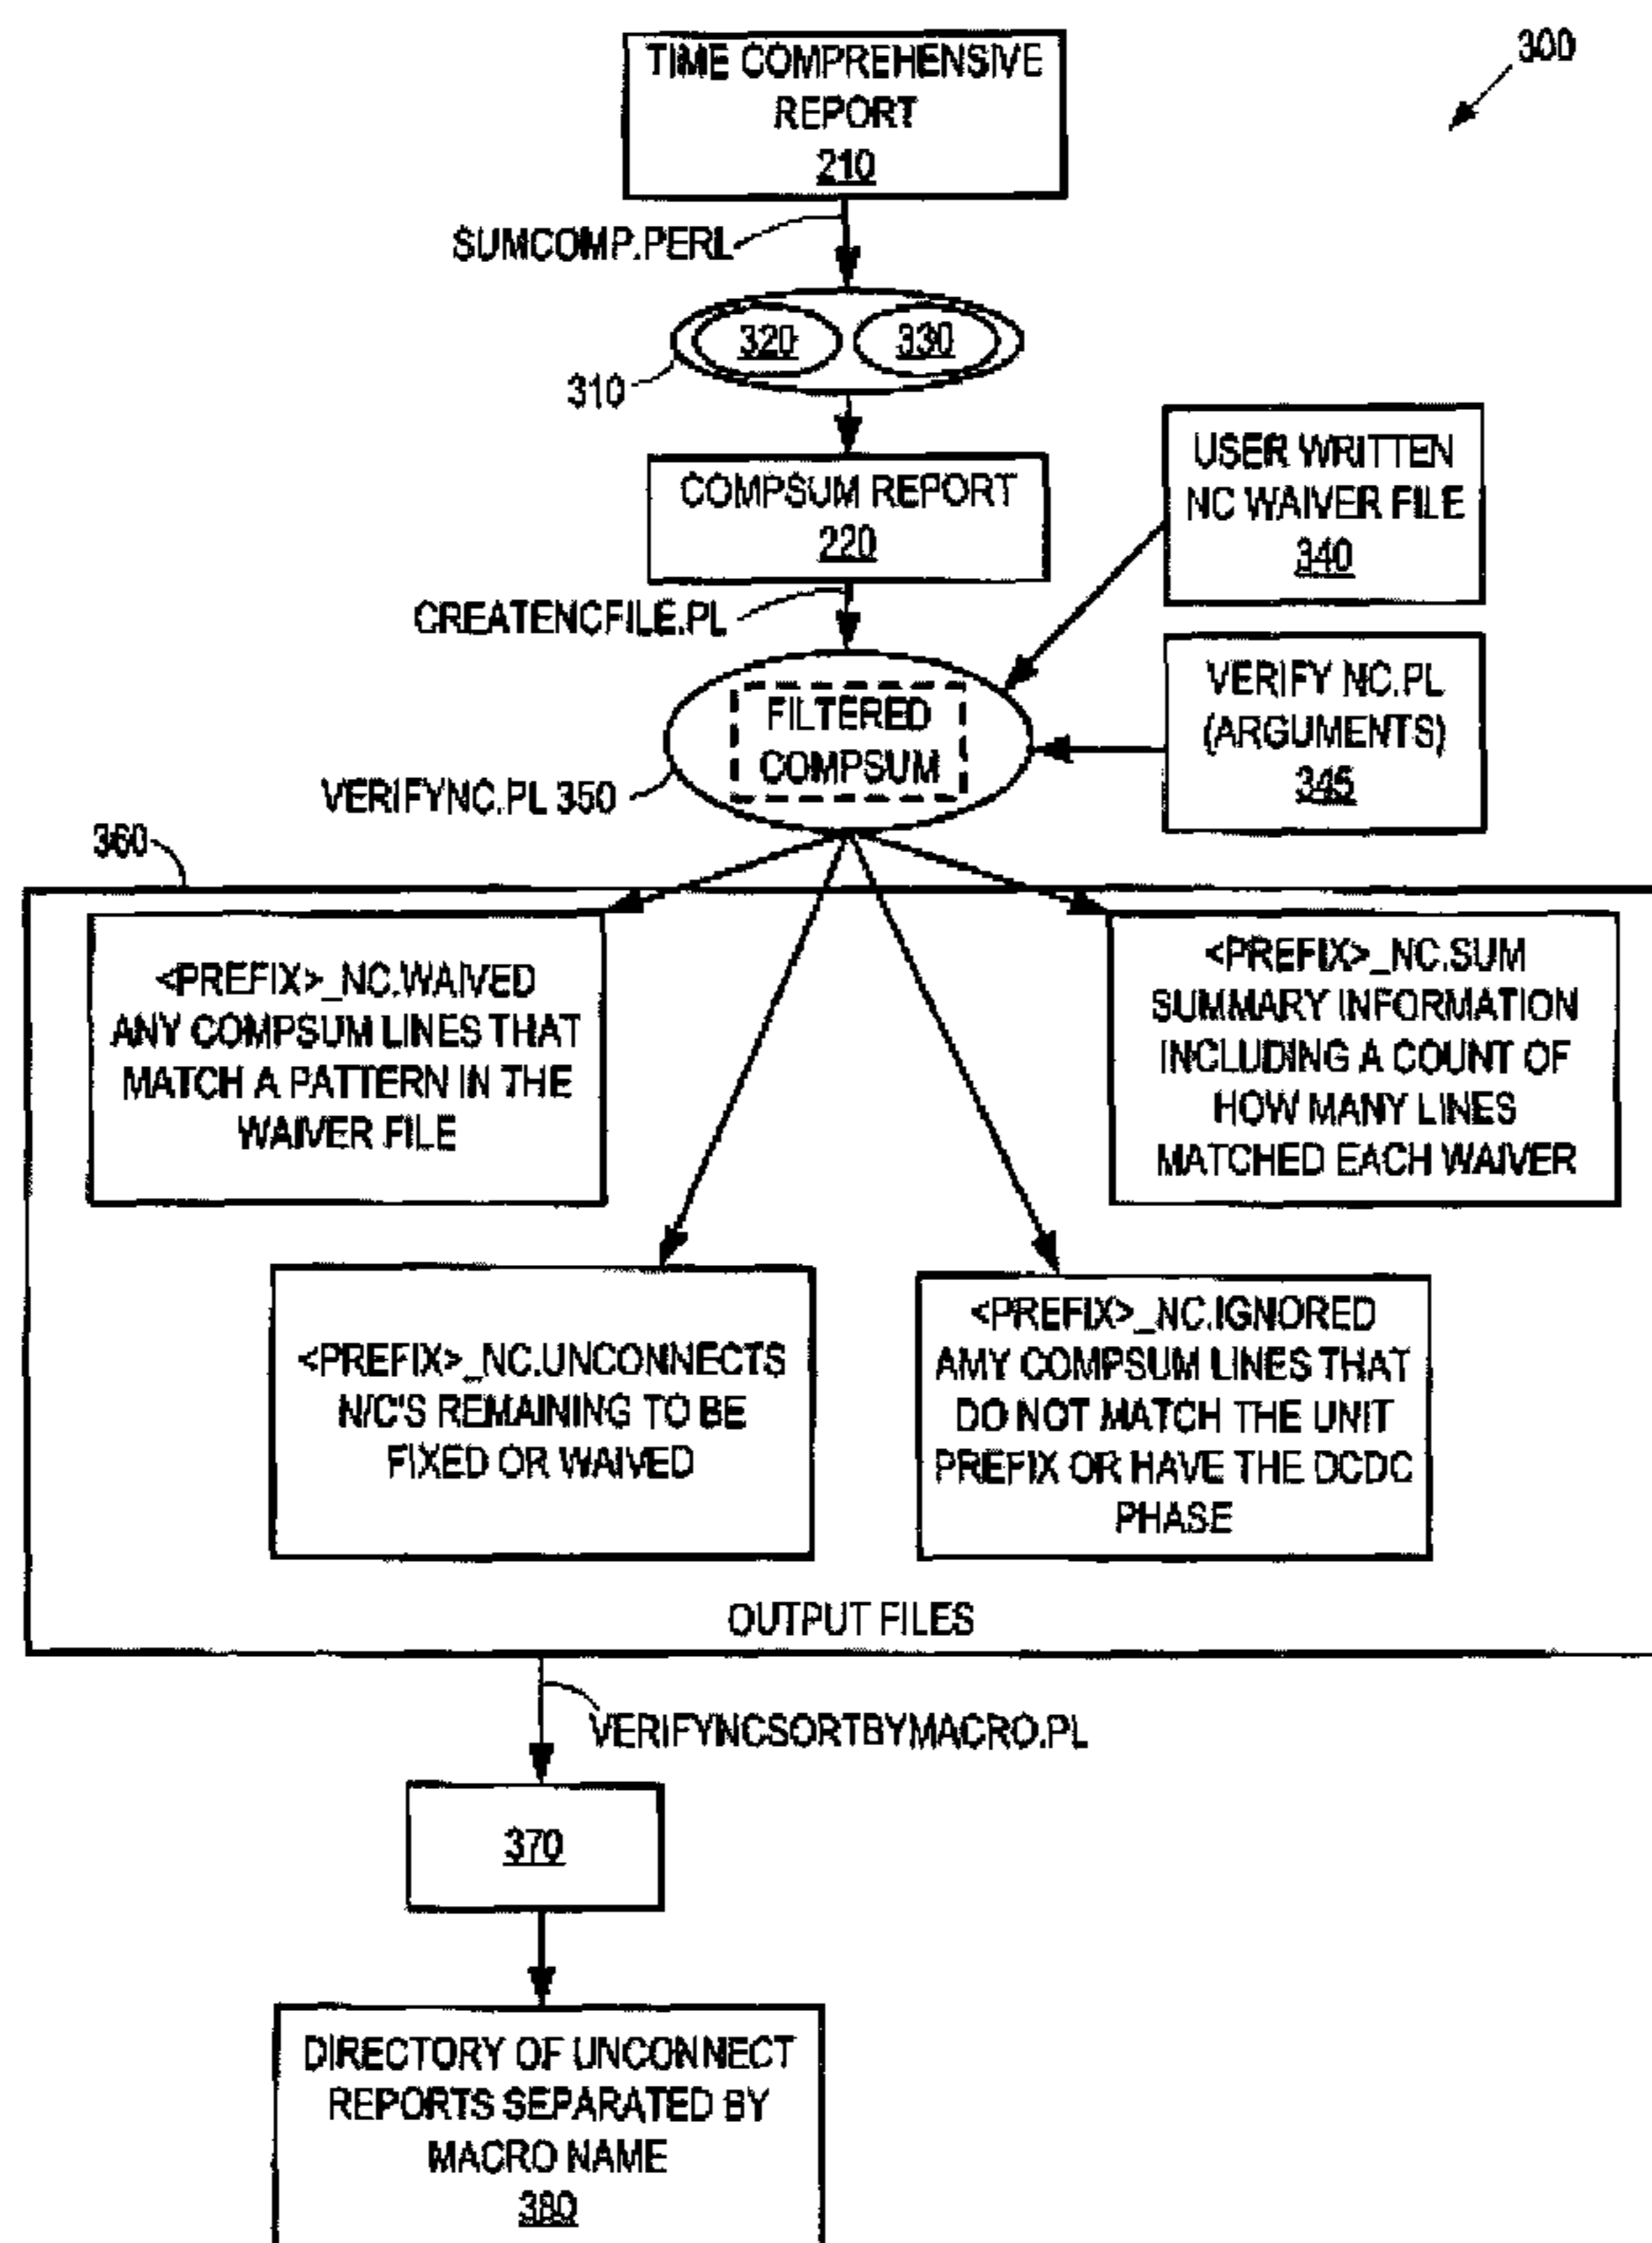 300
TIME COMPREHENSIVE
REPORT
210
SUMCOMP.PERL
320
330
310
COMPSUM REPORT
220
USER WRITTEN
NC WAIVER FILE
340
CREATENCFILE.PL
VERIFY NC.PL
(ARGUMENTS)
345
FILTERED
COMPSUM
VERIFYNC.PL 350
360
<PREFIX>_NC.WAIVED
ANY COMPSUM LINES THAT
MATCH A PATTERN IN THE
WAIVER FILE
<PREFIX>_NC.SUM
SUMMARY INFORMATION
INCLUDING A COUNT OF
HOW MANY LINES
MATCHED EACH WAIVER
<PREFIX>_NC.UNCONNECTS
N/C'S REMAINING TO BE
FIXED OR WAIVED
<PREFIX>_NC.IGNORED
AMY COMPSUM LINES THAT
DO NOT MATCH THE UNIT
PREFIX OR HAVE THE DCDC
PHASE
OUTPUT FILES
VERIFYNCSORTBYMACRO.PL
370
DIRECTORY OF UNCONNECT
REPORTS SEPARATED BY
MACRO NAME
380